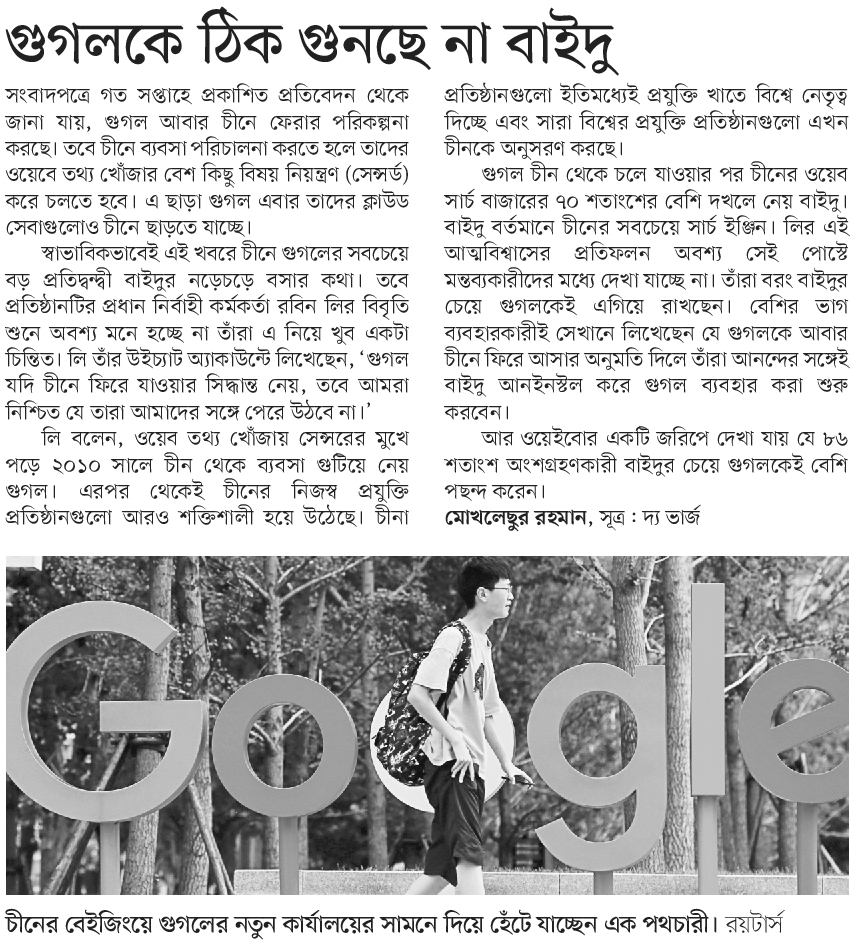 গুগলকে ঠিক গুনছে না বাইদু
সংবাদপত্রে গত সপ্তাহে প্রকাশিত প্রতিবেদন থেকে
জানা যায়, গুগল আবার চীনে ফেরার পরিকল্পনা
করছে। তবে চীনে ব্যবসা পরিচালনা করতে হলে তাদের
ওয়েবে তথ্য খোঁজার বেশ কিছু বিষয় নিয়ন্ত্রণ (সেন্সর্ড)
করে চলতে হবে। এ ছাড়া গুগল এবার তাদের ক্লাউড
সেবাগুলোও চীনে ছাড়তে যাচ্ছে।
স্বাভাবিকভাবেই এই খবরে চীনে গুগলের সবচেয়ে
বড় প্রতিদ্বন্দ্বী বাইদুর নড়েচড়ে বসার কথা। তবে
প্রতিষ্ঠানটির প্রধান নির্বাহী কর্মকর্তা রবিন লির বিবৃতি
শুনে অবশ্য মনে হচ্ছে না তাঁরা এ নিয়ে খুব একটা
চিন্তিত। লি তাঁর উইচ্যাট অ্যাকাউন্টে লিখেছেন, ‘গুগল
যদি চীনে ফিরে যাওয়ার সিদ্ধান্ত নেয়, তবে আমরা
নিশ্চিত যে তারা আমাদের সঙ্গে পেরে উঠবে না।’
লি বলেন, ওয়েব তথ্য খোঁজায় সেন্সরের মুখে
পড়ে ২০১০ সালে চীন থেকে ব্যবসা গুটিয়ে নেয়
গুগল। এরপর থেকেই চীনের নিজস্ব প্রযুক্তি
প্রতিষ্ঠানগুলো আরও শক্তিশালী হয়ে উঠেছে। চীনা
প্রতিষ্ঠানগুলো ইতিমধ্যেই প্রযুক্তি খাতে বিশ্বে নেতৃত্ব
দিচ্ছে এবং সারা বিশ্বের প্রযুক্তি প্রতিষ্ঠানগুলো এখন
চীনকে অনুসরণ করছে।
গুগল চীন থেকে চলে যাওয়ার পর চীনের ওয়েব
সার্চ বাজারের ৭০ শতাংশের বেশি দখলে নেয় বাইদু।
বাইদু বর্তমানে চীনের সবচেয়ে সার্চ ইঞ্জিন। লির এই
আত্মবিশ্বাসের প্রতিফলন অবশ্য সেই পোস্টে
মন্তব্যকারীদের মধ্যে দেখা যাচ্ছে না। তাঁরা বরং বাইদুর
চেয়ে গুগলকেই এগিয়ে রাখছেন। বেশির ভাগ
ব্যবহারকারীই সেখানে লিখেছেন যে গুগলকে আবার
চীনে ফিরে আসার অনুমতি দিলে তাঁরা আনন্দের সঙ্গেই
বাইদু আনইনস্টল করে গুগল ব্যবহার করা শুরু
করবেন।
আর ওয়েইবোর একটি জরিপে দেখা যায় যে ৮৬
শতাংশ অংশগ্রহণকারী বাইদুর চেয়ে গুগলকেই বেশি
পছন্দ করেন।
মোখলেছুর রহমান, সূত্র : দ্য ভার্জ
Google
চীনের বেইজিংয়ে গুগলের নতুন কার্যালয়ের সামনে দিয়ে হেঁটে যাচ্ছেন এক পথচারী। রয়টার্স